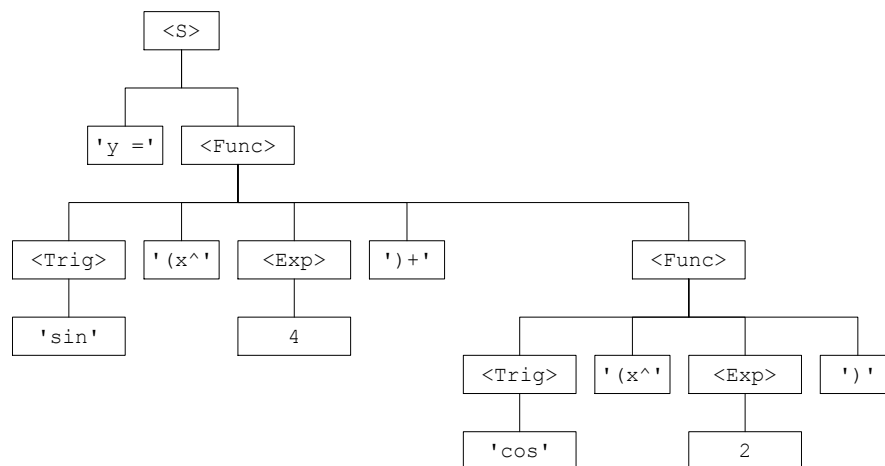 <S>
'y =' <Func>
<Trig> '(x^' <Exp> ')+' <Func>
'sin' 4
<Trig> '(x^' <Exp> ')'
'cos' 2